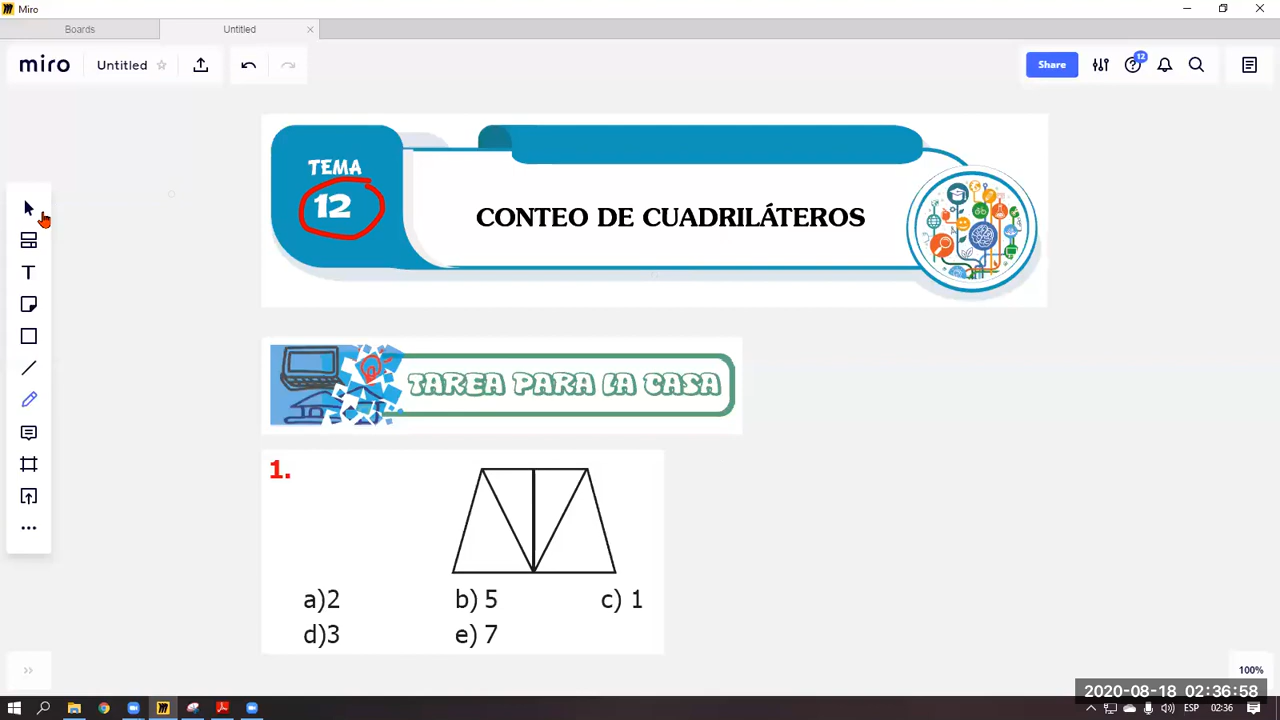 Miro
Boards
Untitled
miro
Untitled
Share
12
TEMA
12
CONTEO DE CUADRILÁTEROS
T
TAREA PARA LA CASA
1.
a)2
b) 5
c) 1
d)3
e) 7
100%
2020-08-18 02:36:58
ESP
02:36